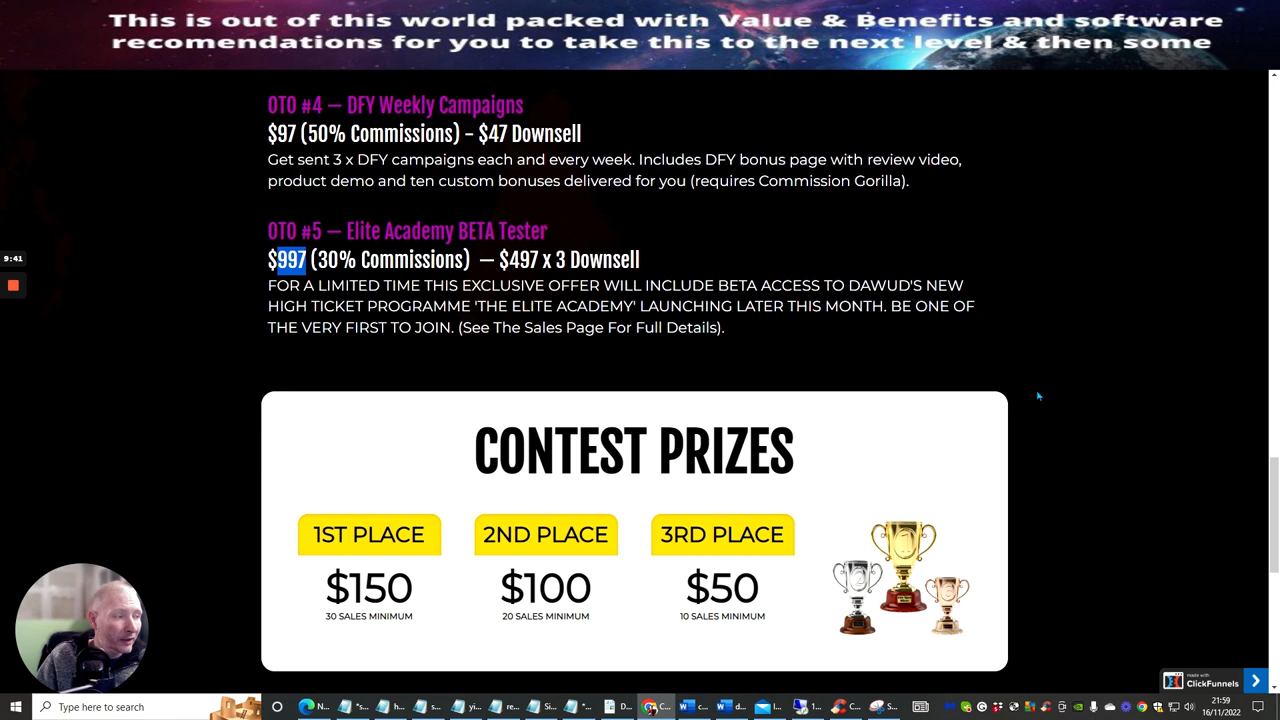 This is out of this world packed with Value & Benefits and software
recomendations for you to take this to the next level & then some
OTO #4 — DFY Weekly Campaigns
$97 (50% Commissions) - $47 Downsell
Get sent 3 x DFY campaigns each and every week. Includes DFY bonus page with review video,
product demo and ten custom bonuses delivered for you (requires Commission Gorilla).
OTO #5 — Elite Academy BETA Tester
9:41
$997 (30% Commissions) — $497 x 3 Downsell
FOR A LIMITED TIME THIS EXCLUSIVE OFFER WILL INCLUDE BETA ACCESS TO DAWUD'S NEW
HIGH TICKET PROGRAMME 'THE ELITE ACADEMY' LAUNCHING LATER THIS MONTH. BE ONE OF
THE VERY FIRST TO JOIN. (See The Sales Page For Full Details).
CONTEST PRIZES
1ST PLACE 2ND PLACE 3RD PLACE
$150 $100 $50
30 SALES MINIMUM 20 SALES MINIMUM 10 SALES MINIMUM
made with
ClickFunnels
Type here to search N... "s... h... s... yi... re... Si... "... D... C... c... d... I... 1... C... S...
21:59
16/11/2022